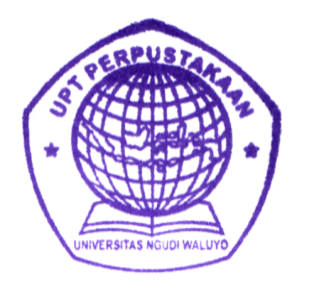 UPT PERPUSTAKAAN
UNIVERSITAS NGUDI WALUYO